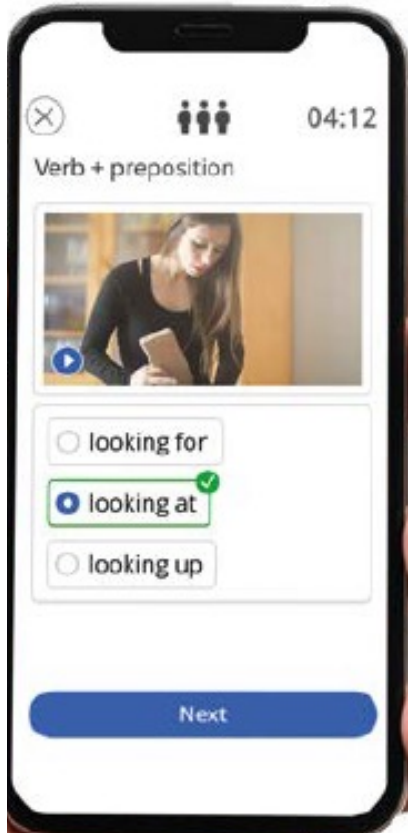 04:12
Verb + preposition
looking for
looking at
looking up
Next